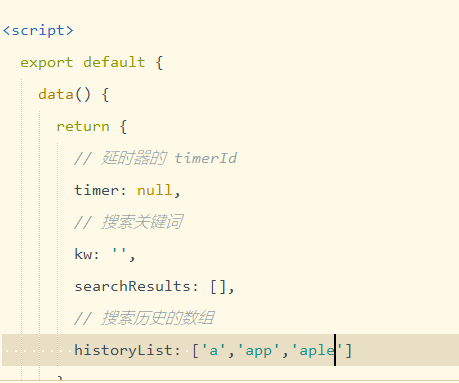 <script>
export default {
data() {
return {
// 延时器的 timerId
timer: null,
// 搜索关键词
kw: '',
searchResults: [],
// 搜索历史的数组
historyList: ['a','app','aple']